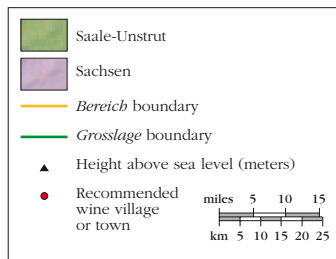 Saale-Unstrut
Sachsen
Bereich boundary
Grosslage boundary
Height above sea level (meters)
Recommended
wine village
or town
miles 5 10 15
km 5 10 15 20 25